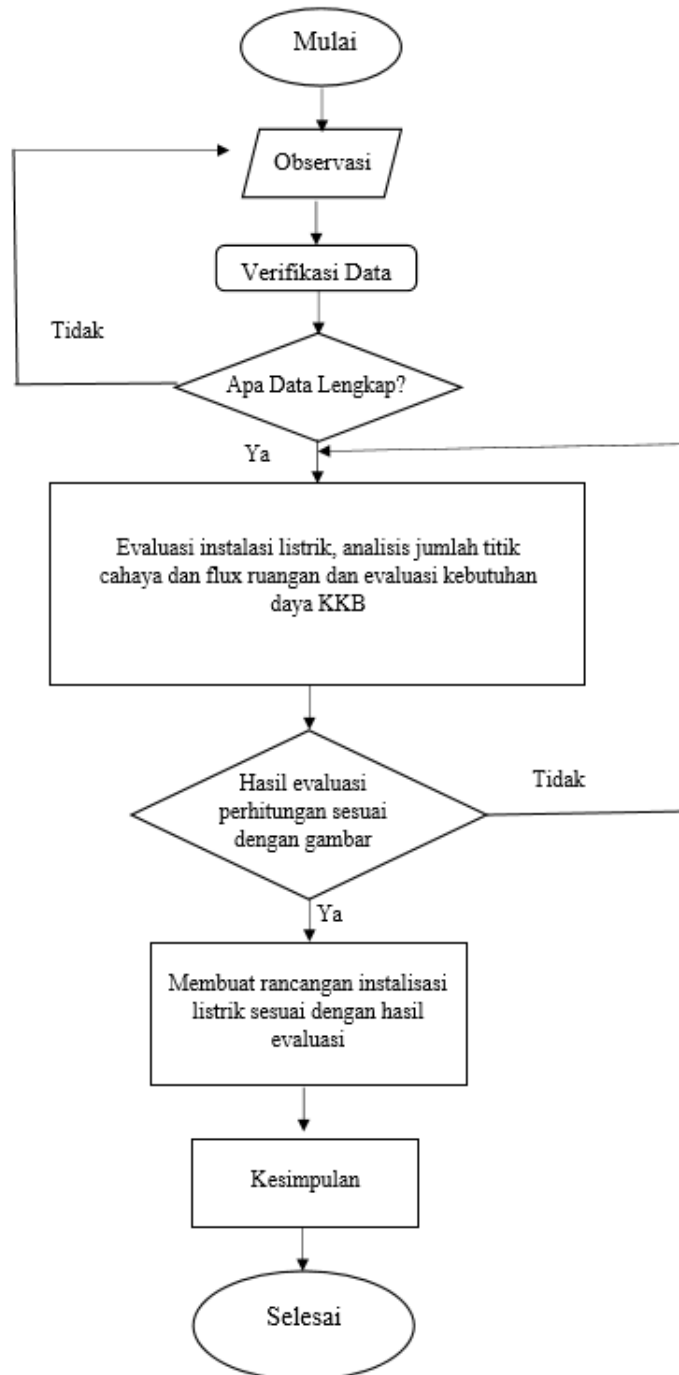 Mulai
Observasi
Verifikasi Data
Tidak
Apa Data Lengkap?
Ya
Evaluasi instalasi listrik, analisis jumlah titik
cahaya dan flux ruangan dan evaluasi kebutuhan
daya KKB
Hasil evaluasi
perhitungan sesuai
dengan gambar
Tidak
Ya
Membuat rancangan instalisasi
listrik sesuai dengan hasil
evaluasi
Kesimpulan
Selesai